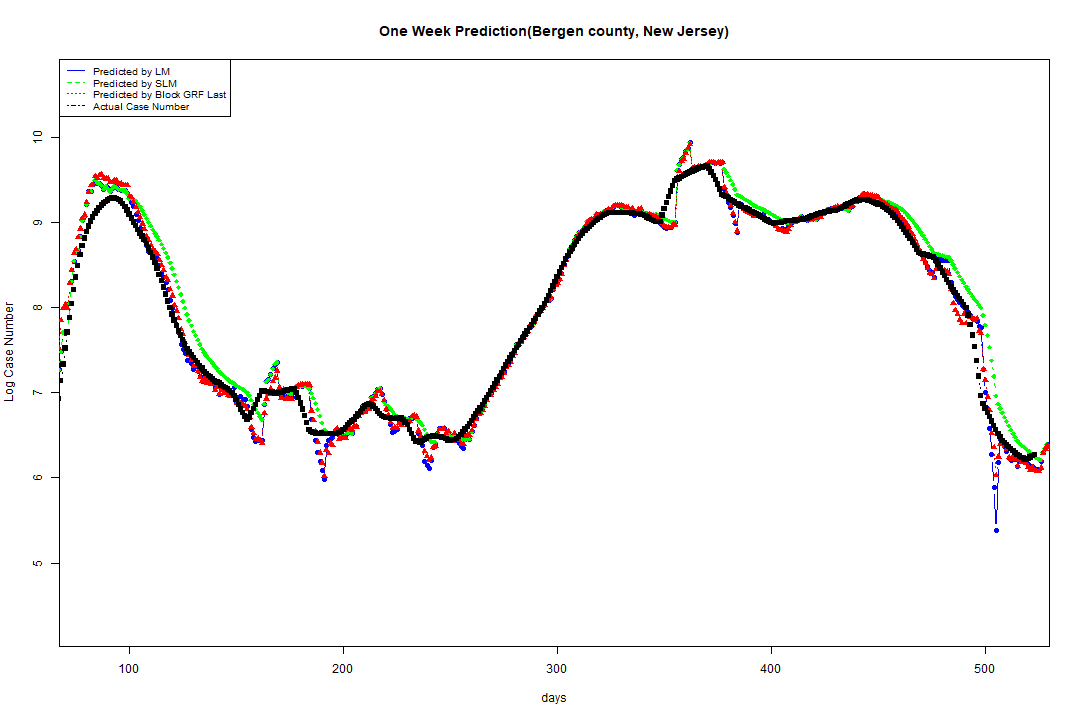 One Week Prediction(Bergen county, New Jersey)
Predicted by LM
Predicted by SLM
Predicted by Block GRF Last
Actual Case Number
Log Case Number
10
9
8
7
6
5
100 200 300 400 500
days